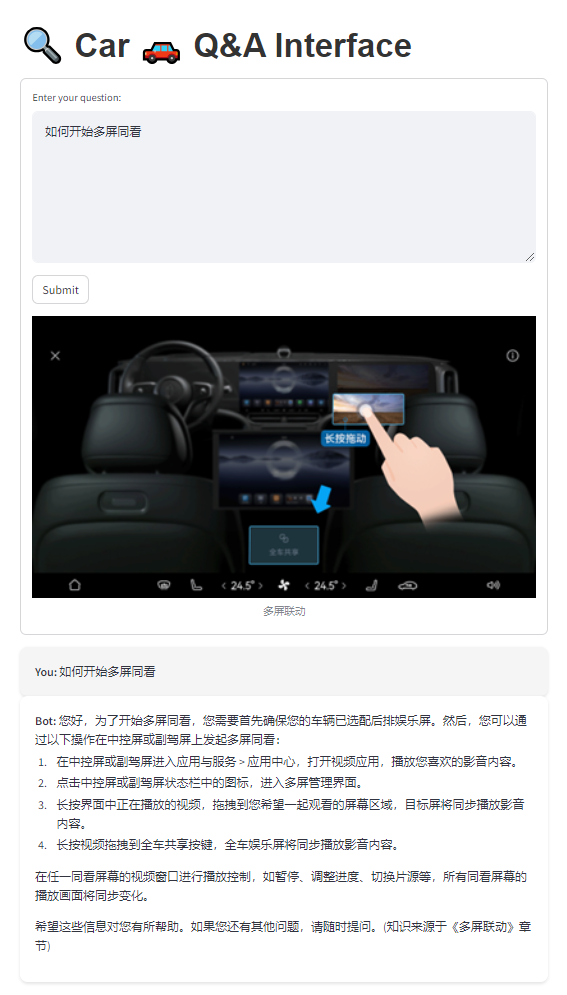 Car Q&A Interface
Enter your question:
如何开始多屏同看
Submit
长按拖动
全车共享
24.5° 24.5°
多屏联动
You: 如何开始多屏同看
Bot: 您好，为了开始多屏同看，您需要首先确保您的车辆已选配后排娱乐屏。然后，您可以通
过以下操作在中控屏或副驾屏上发起多屏同看：
1. 在中控屏或副驾屏进入应用与服务 > 应用中心，打开视频应用，播放您喜欢的影音内容。
2. 点击中控屏或副驾屏状态栏中的图标，进入多屏管理界面。
3. 长按界面中正在播放的视频，拖拽到您希望一起观看的屏幕区域，目标屏将同步播放影音
内容。
4. 长按视频拖拽到全车共享按键，全车娱乐屏将同步播放影音内容。
在任一同看屏幕的视频窗口进行播放控制，如暂停、调整进度、切换片源等，所有同看屏幕的
播放画面将同步变化。
希望这些信息对您有所帮助。如果您还有其他问题，请随时提问。(知识来源于《多屏联动》章
节)